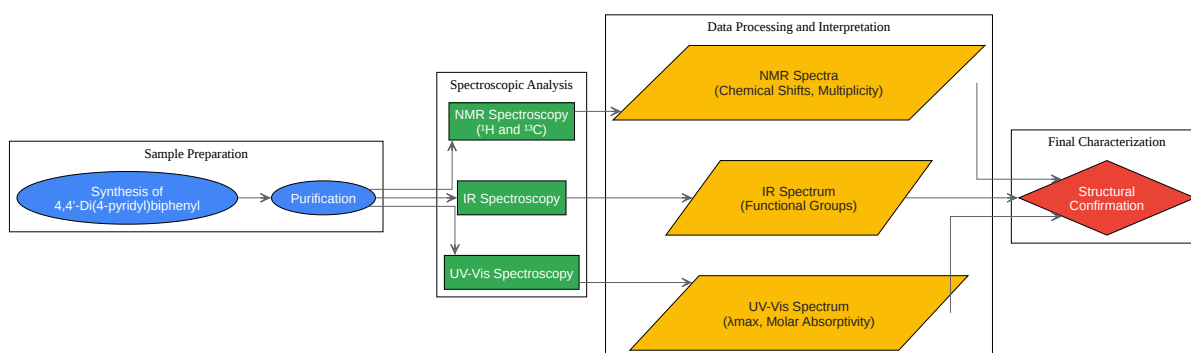 Sample Preparation
Synthesis of
4,4'-Di(4-pyridyl)biphenyl
Purification
Spectroscopic Analysis
NMR Spectroscopy
(¹H and ¹³C)
IR Spectroscopy
UV-Vis Spectroscopy
Data Processing and Interpretation
NMR Spectra
(Chemical Shifts, Multiplicity)
IR Spectrum
(Functional Groups)
UV-Vis Spectrum
(λmax, Molar Absorptivity)
Final Characterization
Structural
Confirmation